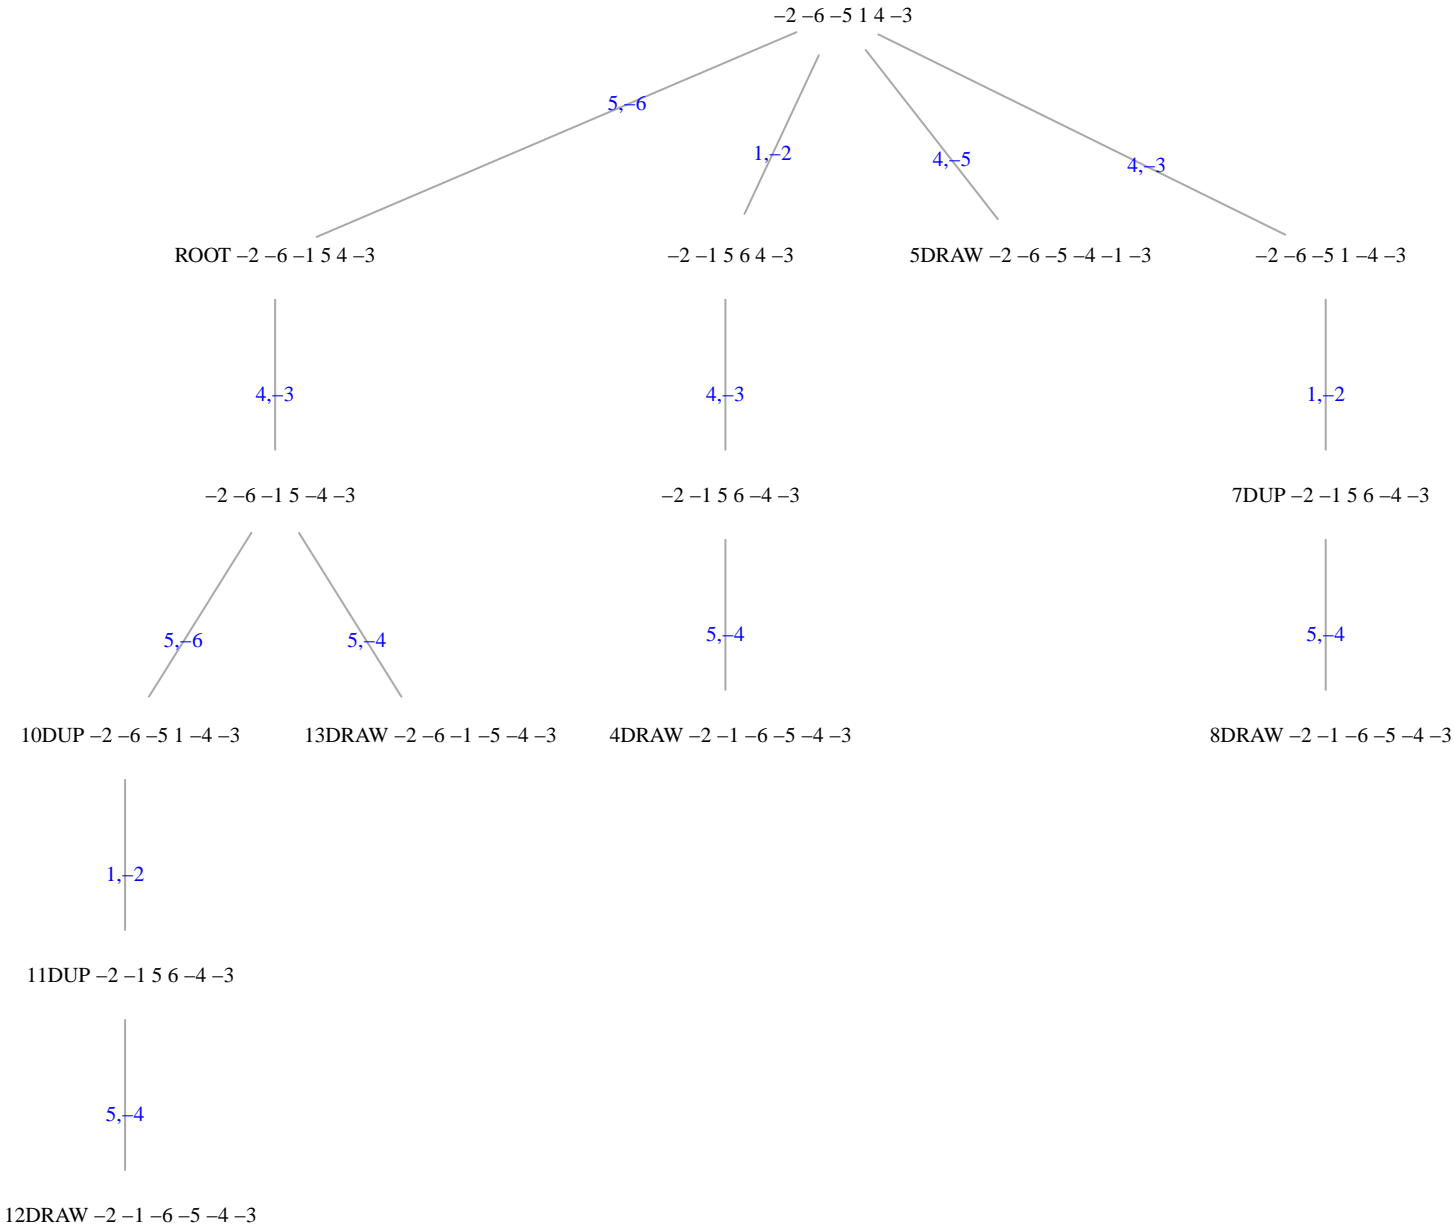 –2 –6 –5 1 4 –3
5,–6
1,–2
4,–5
4,–3
ROOT –2 –6 –1 5 4 –3
–2 –1 5 6 4 –3
5DRAW –2 –6 –5 –4 –1 –3
–2 –6 –5 1 –4 –3
4,–3
4,–3
1,–2
–2 –6 –1 5 –4 –3
–2 –1 5 6 –4 –3
7DUP –2 –1 5 6 –4 –3
5,–6
5,–4
5,–4
5,–4
10DUP –2 –6 –5 1 –4 –3
13DRAW –2 –6 –1 –5 –4 –3
4DRAW –2 –1 –6 –5 –4 –3
8DRAW –2 –1 –6 –5 –4 –3
1,–2
11DUP –2 –1 5 6 –4 –3
5,–4
12DRAW –2 –1 –6 –5 –4 –3